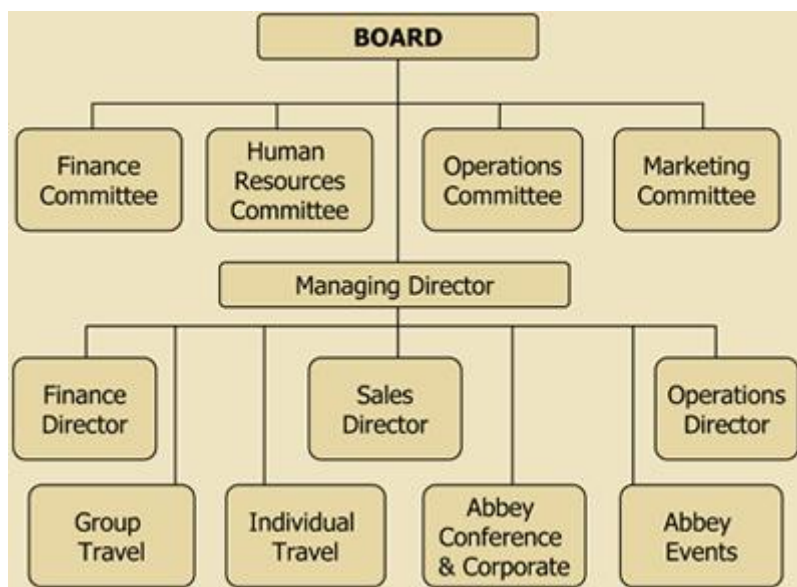 BOARD
Finance
Committee
Human
Resources
Committee
Operations
Committee
Marketing
Committee
Managing Director
Finance
Director
Sales
Director
Operations
Director
Group
Travel
Individual
Travel
Abbey
Conference
& Corporate
Abbey
Events